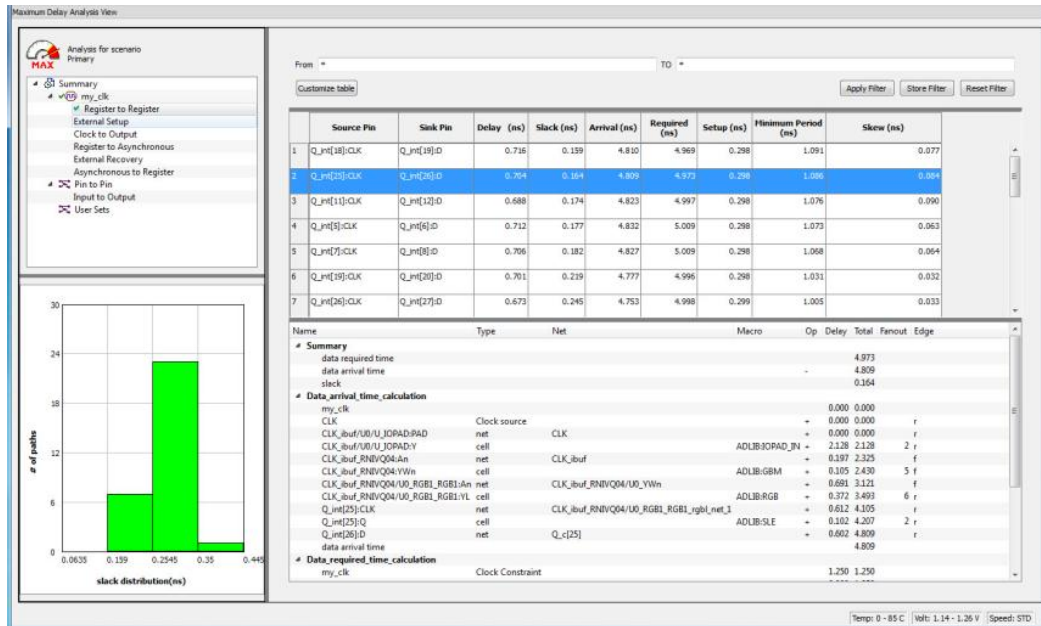 Maximum Delay Analysis View
Analysis for scenario
Primary
MAX
Summary
my_clk
Register to Register
External Setup
Clock to Output
Register to Asynchronous
External Recovery
Asynchronous to Register
Pin to Pin
Input to Output
User Sets
From * TO *
Customize table Apply Filter Store Filter Reset Filter
Source Pin Sink Pin Delay (ns) Slack (ns) Arrival (ns) Required (ns) Setup (ns) Minimum Period (ns) Skew (ns)
1 Q_int[18]:CLK Q_int[19]:D 0.716 0.159 4.810 4.969 0.298 1.091 0.077
2 Q_int[25]:CLK Q_int[26]:D 0.704 0.164 4.809 4.973 0.298 1.086 0.084
3 Q_int[11]:CLK Q_int[12]:D 0.688 0.174 4.823 4.997 0.298 1.076 0.090
4 Q_int[5]:CLK Q_int[6]:D 0.712 0.177 4.832 5.009 0.298 1.073 0.063
5 Q_int[7]:CLK Q_int[8]:D 0.706 0.182 4.827 5.009 0.298 1.068 0.064
6 Q_int[19]:CLK Q_int[20]:D 0.701 0.219 4.777 4.996 0.298 1.031 0.032
7 Q_int[26]:CLK Q_int[27]:D 0.673 0.245 4.753 4.998 0.299 1.005 0.033
30
24
18
12
6
0
# of paths
0.0635 0.159 0.2545 0.35 0.445
slack distribution(ns)
Name Type Net Macro Op Delay Total Fanout Edge
Summary
data required time 4.973
data arrival time - 4.809
slack 0.164
Data_arrival_time_calculation
my_clk 0.000 0.000
CLK Clock source + 0.000 0.000 r
CLK_ibuf/U0/U_IOPAD:PAD net CLK + 0.000 0.000 r
CLK_ibuf/U0/U_IOPAD:Y cell ADLIB:IOPAD_IN + 2.128 2.128 2 r
CLK_ibuf_RNIVQ04:An net CLK_ibuf + 0.197 2.325 f
CLK_ibuf_RNIVQ04:YWn cell ADLIB:GBM + 0.105 2.430 5 f
CLK_ibuf_RNIVQ04/U0_RGB1_RGB1:An net CLK_ibuf_RNIVQ04/U0_YWn + 0.691 3.121 f
CLK_ibuf_RNIVQ04/U0_RGB1_RGB1:YL cell ADLIB:RGB + 0.372 3.493 6 r
Q_int[25]:CLK net CLK_ibuf_RNIVQ04/U0_RGB1_RGB1_rgbl_net_1 + 0.612 4.105 r
Q_int[25]:Q cell ADLIB:SLE + 0.102 4.207 2 r
Q_int[26]:D net Q_c[25] + 0.602 4.809 r
data arrival time 4.809
Data_required_time_calculation
my_clk Clock Constraint 1.250 1.250
Temp: 0 - 85 C Volt: 1.14 - 1.26 V Speed: STD